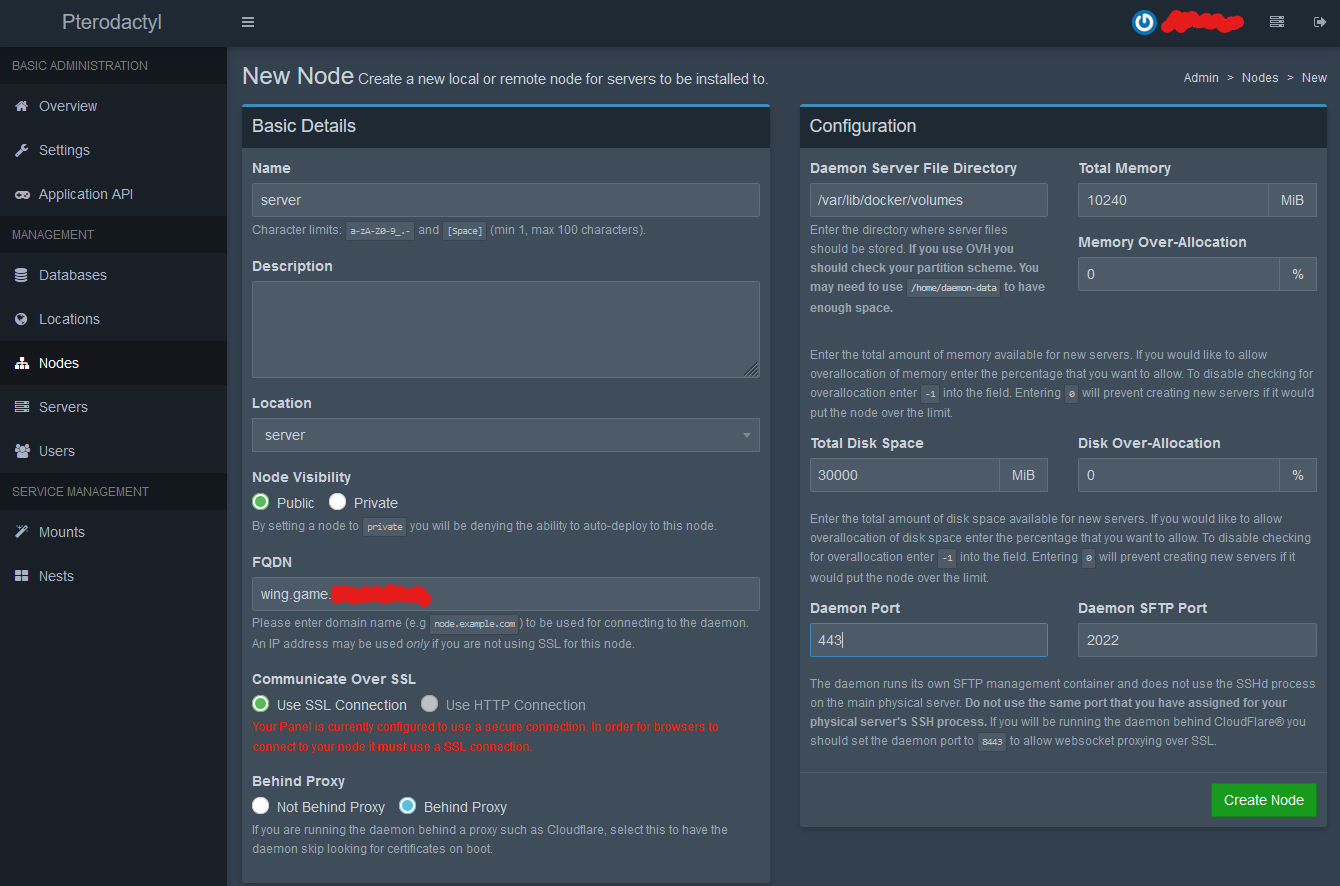 Pterodactyl
BASIC ADMINISTRATION
Overview
Settings
Application API
MANAGEMENT
Databases
Locations
Nodes
Servers
Users
SERVICE MANAGEMENT
Mounts
Nests
New Node Create a new local or remote node for servers to be installed to.
Admin > Nodes > New
Basic Details
Name
server
Character limits: a-zA-Z0-9_.- and [Space] (min 1, max 100 characters).
Description
Location
server
Node Visibility
Public Private
By setting a node to private you will be denying the ability to auto-deploy to this node.
FQDN
wing.game.
Please enter domain name (e.g node.example.com) to be used for connecting to the daemon.
An IP address may be used only if you are not using SSL for this node.
Communicate Over SSL
Use SSL Connection Use HTTP Connection
Your Panel is currently configured to use a secure connection. In order for browsers to
connect to your node it must use a SSL connection.
Behind Proxy
Not Behind Proxy Behind Proxy
If you are running the daemon behind a proxy such as Cloudflare, select this to have the
daemon skip looking for certificates on boot.
Configuration
Daemon Server File Directory
/var/lib/docker/volumes
Enter the directory where server files
should be stored. If you use OVH you
should check your partition scheme. You
may need to use /home/daemon-data to have
enough space.
Total Memory
10240 MiB
Memory Over-Allocation
0 %
Enter the total amount of memory available for new servers. If you would like to allow
overallocation of memory enter the percentage that you want to allow. To disable checking for
overallocation enter -1 into the field. Entering 0 will prevent creating new servers if it would
put the node over the limit.
Total Disk Space
30000 MiB
Disk Over-Allocation
0 %
Enter the total amount of disk space available for new servers. If you would like to allow
overallocation of disk space enter the percentage that you want to allow. To disable checking
for overallocation enter -1 into the field. Entering 0 will prevent creating new servers if it
would put the node over the limit.
Daemon Port
443
Daemon SFTP Port
2022
The daemon runs its own SFTP management container and does not use the SSHd process
on the main physical server. Do not use the same port that you have assigned for your
physical server's SSH process. If you will be running the daemon behind CloudFlare® you
should set the daemon port to 8443 to allow websocket proxying over SSL.
Create Node